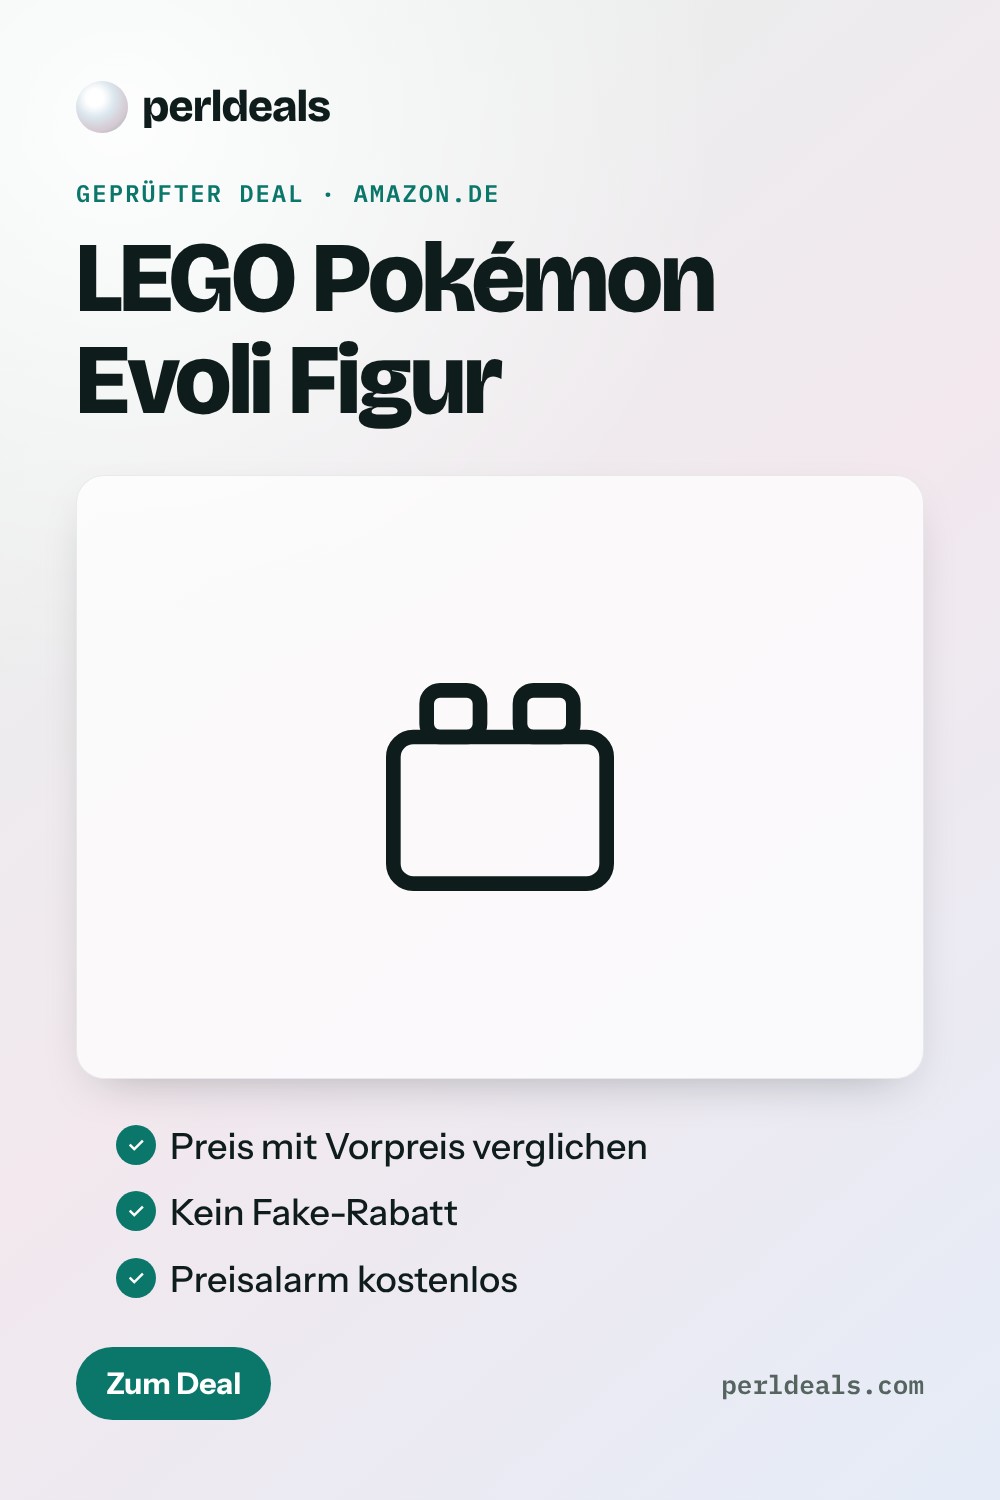 perldeals
GEPRÜFTER DEAL · AMAZON.DE
LEGO Pokémon
Evoli Figur
Preis mit Vorpreis verglichen
Kein Fake-Rabatt
Preisalarm kostenlos
Zum Deal
perldeals.com